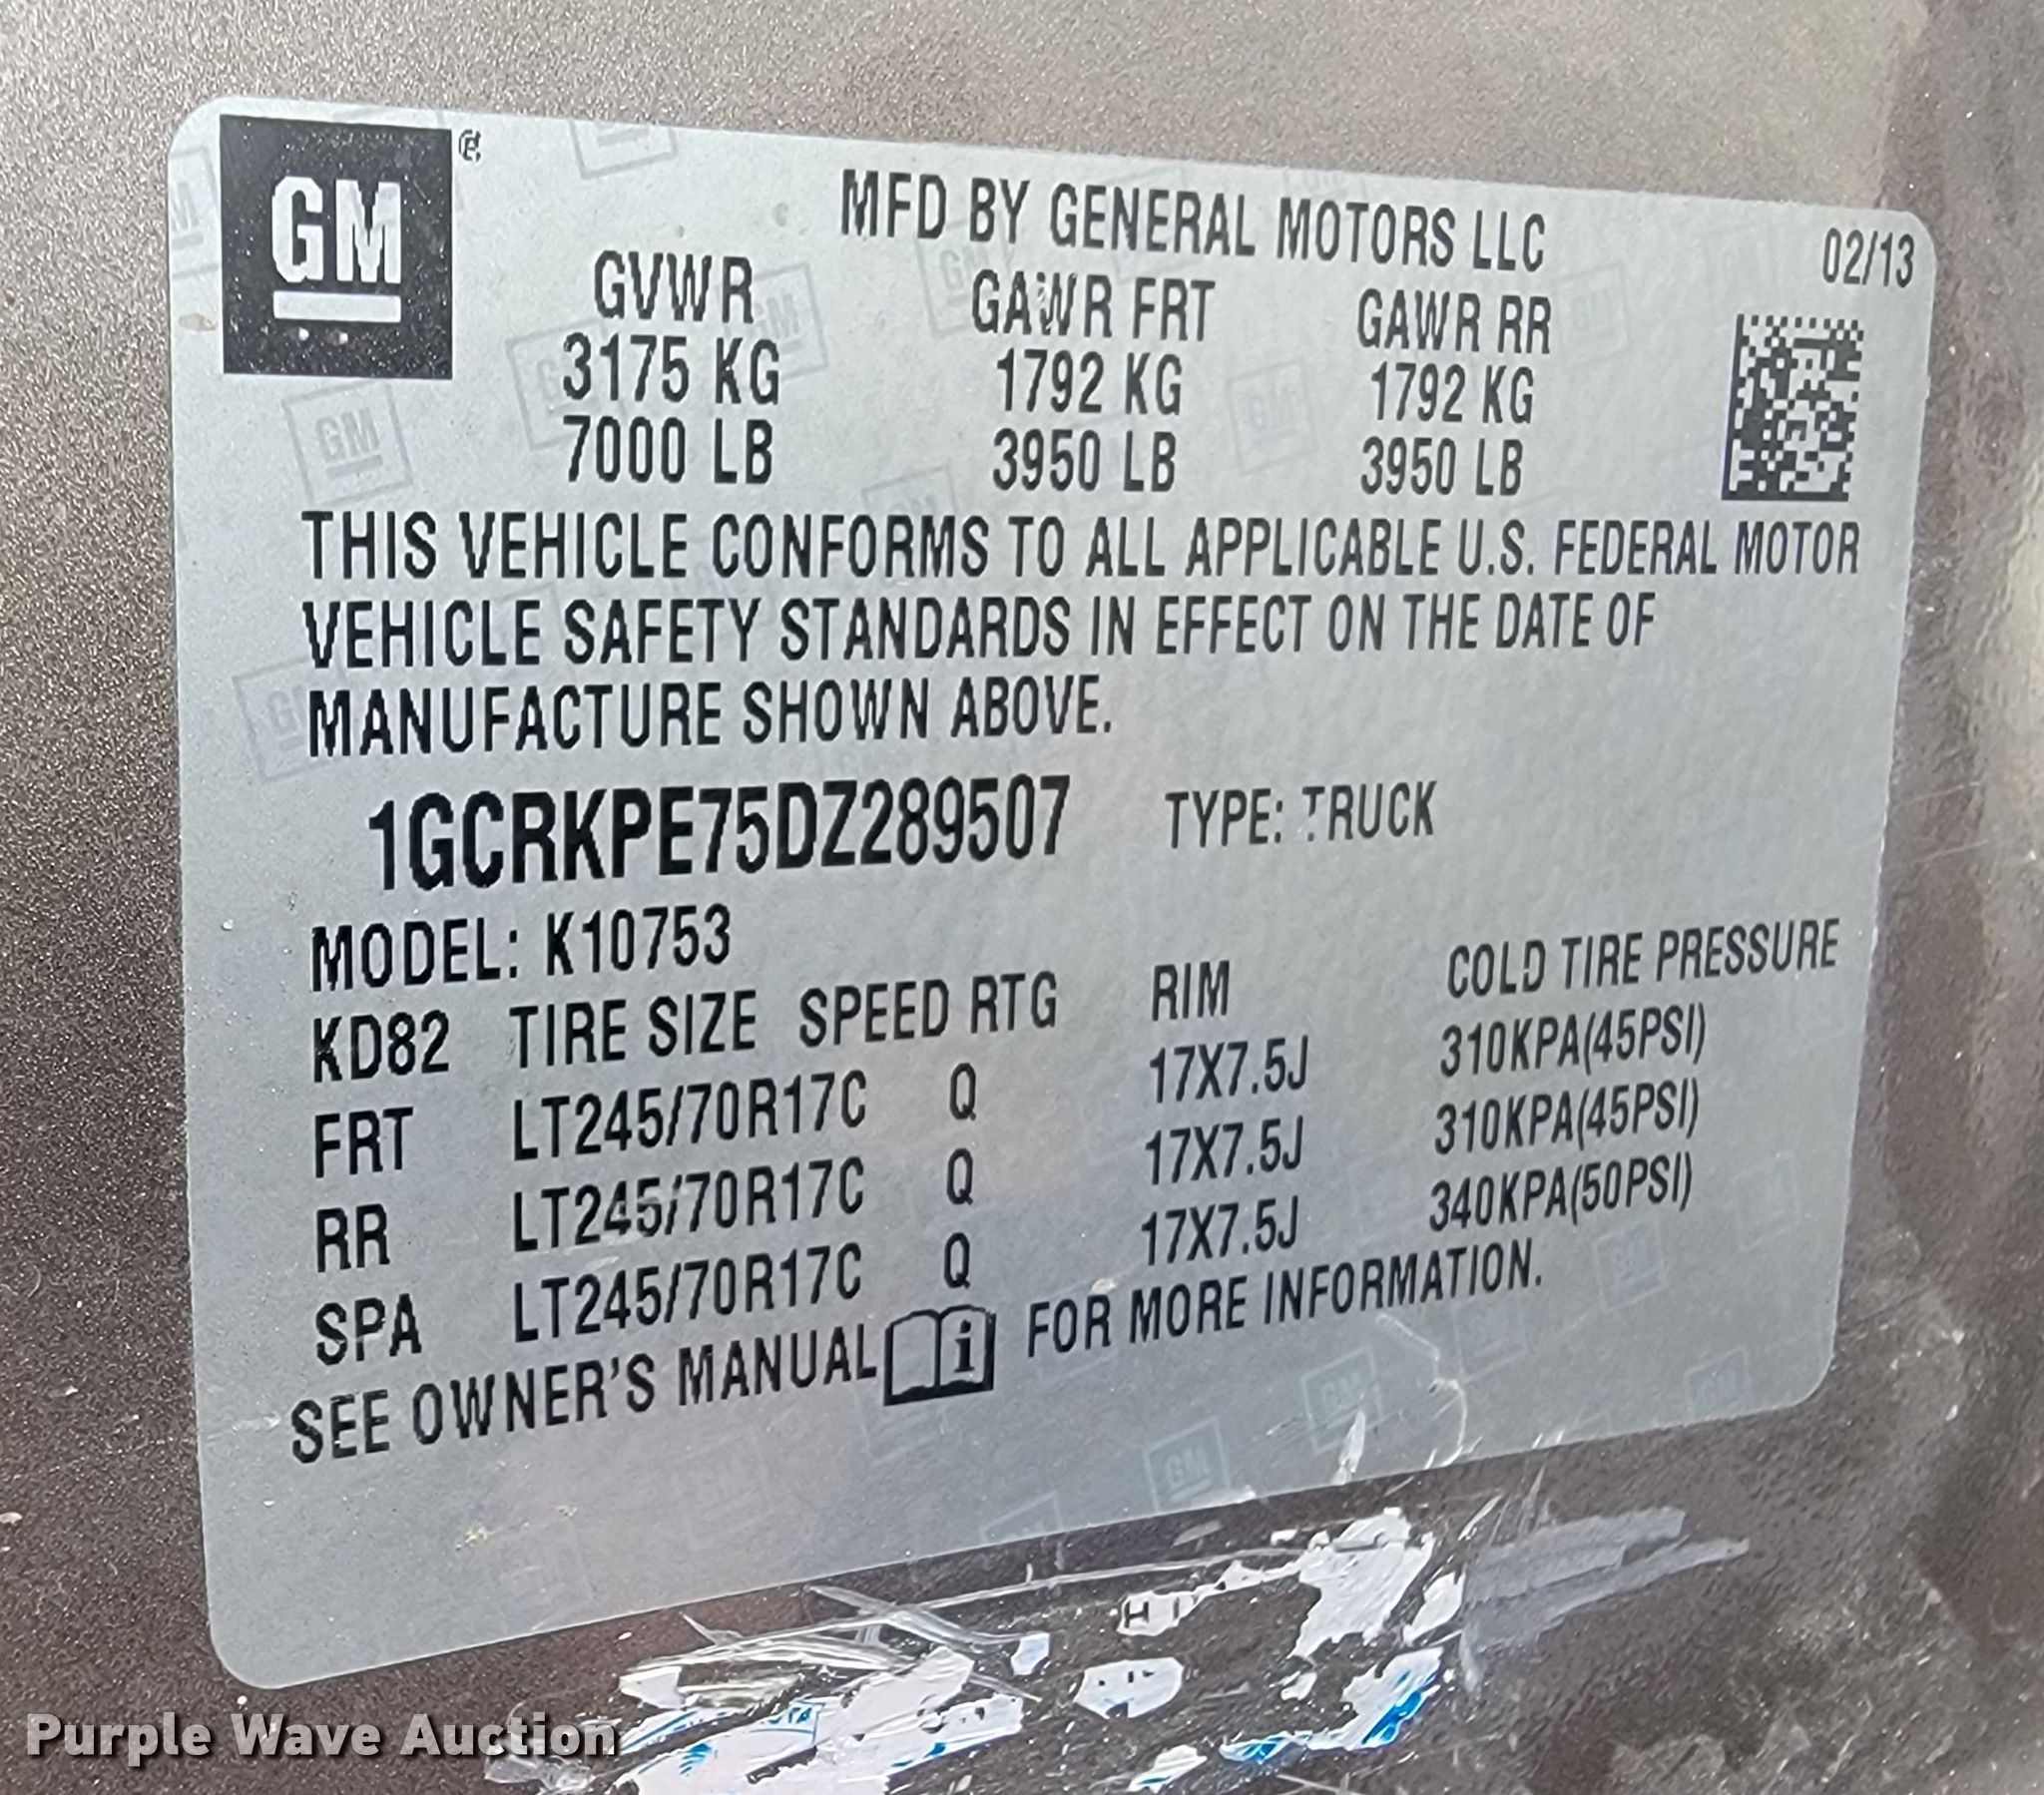 GM
MFD BY GENERAL MOTORS LLC 02/13
GVWR GAWR FRT GAWR RR
3175 KG 1792 KG 1792 KG
7000 LB 3950 LB 3950 LB
THIS VEHICLE CONFORMS TO ALL APPLICABLE U.S. FEDERAL MOTOR
VEHICLE SAFETY STANDARDS IN EFFECT ON THE DATE OF
MANUFACTURE SHOWN ABOVE.
1GCRKPE75DZ289507 TYPE: TRUCK
MODEL: K10753
KD82 TIRE SIZE SPEED RTG RIM COLD TIRE PRESSURE
FRT LT245/70R17C Q 17X7.5J 310KPA(45PSI)
RR LT245/70R17C Q 17X7.5J 310KPA(45PSI)
SPA LT245/70R17C Q 17X7.5J 340KPA(50PSI)
SEE OWNER'S MANUAL i FOR MORE INFORMATION.
Purple Wave Auction